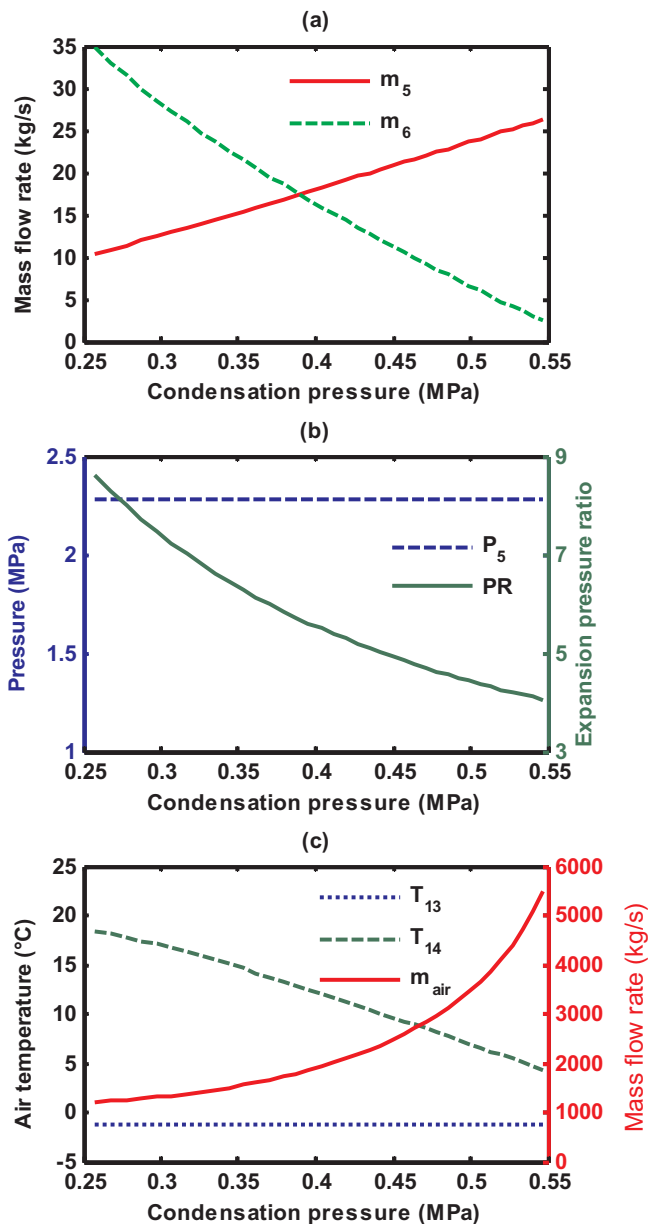 (a)
35
30
25
20
15
10
5
0
Mass flow rate (kg/s)
m5
m6
0.25 0.3 0.35 0.4 0.45 0.5 0.55
Condensation pressure (MPa)
(b)
2.5
2
1.5
1
Pressure (MPa)
P5
PR
9
7
5
3
Expansion pressure ratio
0.25 0.3 0.35 0.4 0.45 0.5 0.55
Condensation pressure (MPa)
(c)
25
20
15
10
5
0
-5
Air temperature (°C)
T13
T14
mair
6000
5000
4000
3000
2000
1000
0
Mass flow rate (kg/s)
0.25 0.3 0.35 0.4 0.45 0.5 0.55
Condensation pressure (MPa)